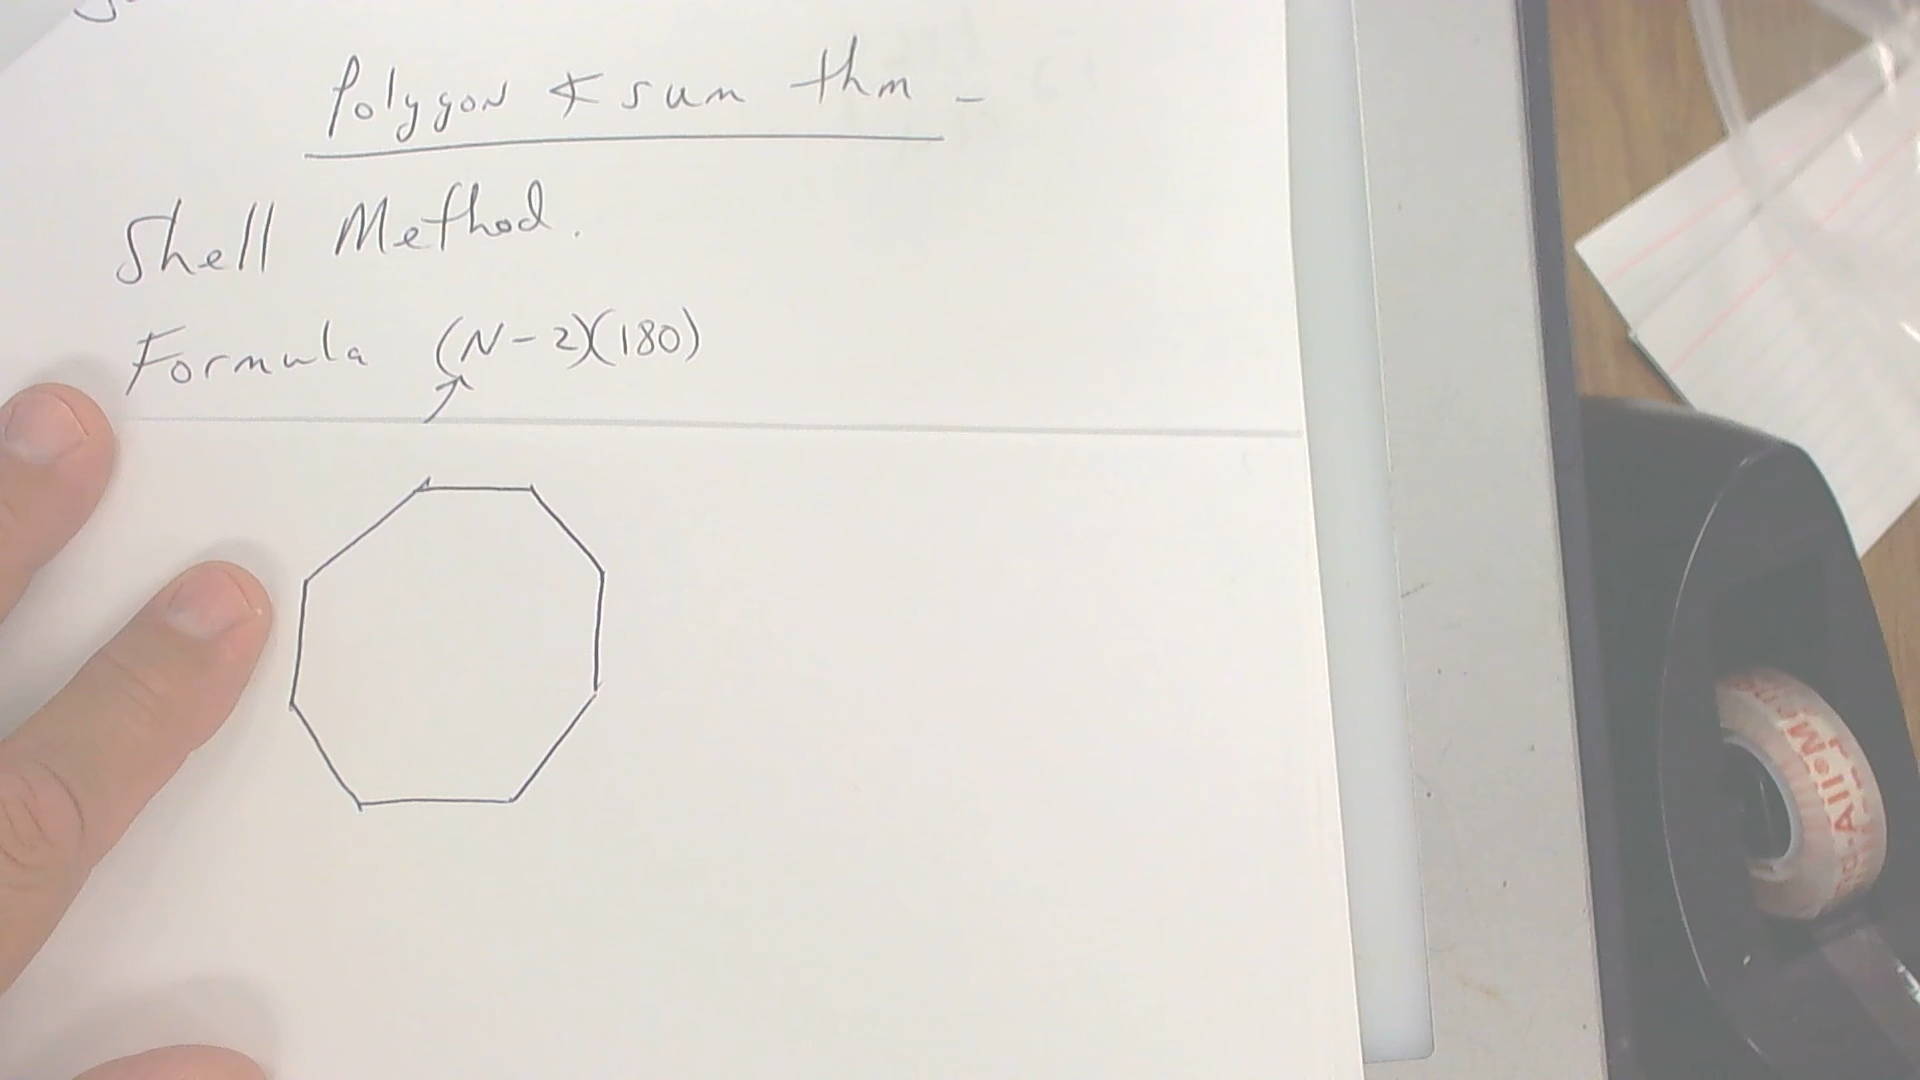 Polygon ∢ sum thm -
Shell Method.
Formula (N-2)(180)